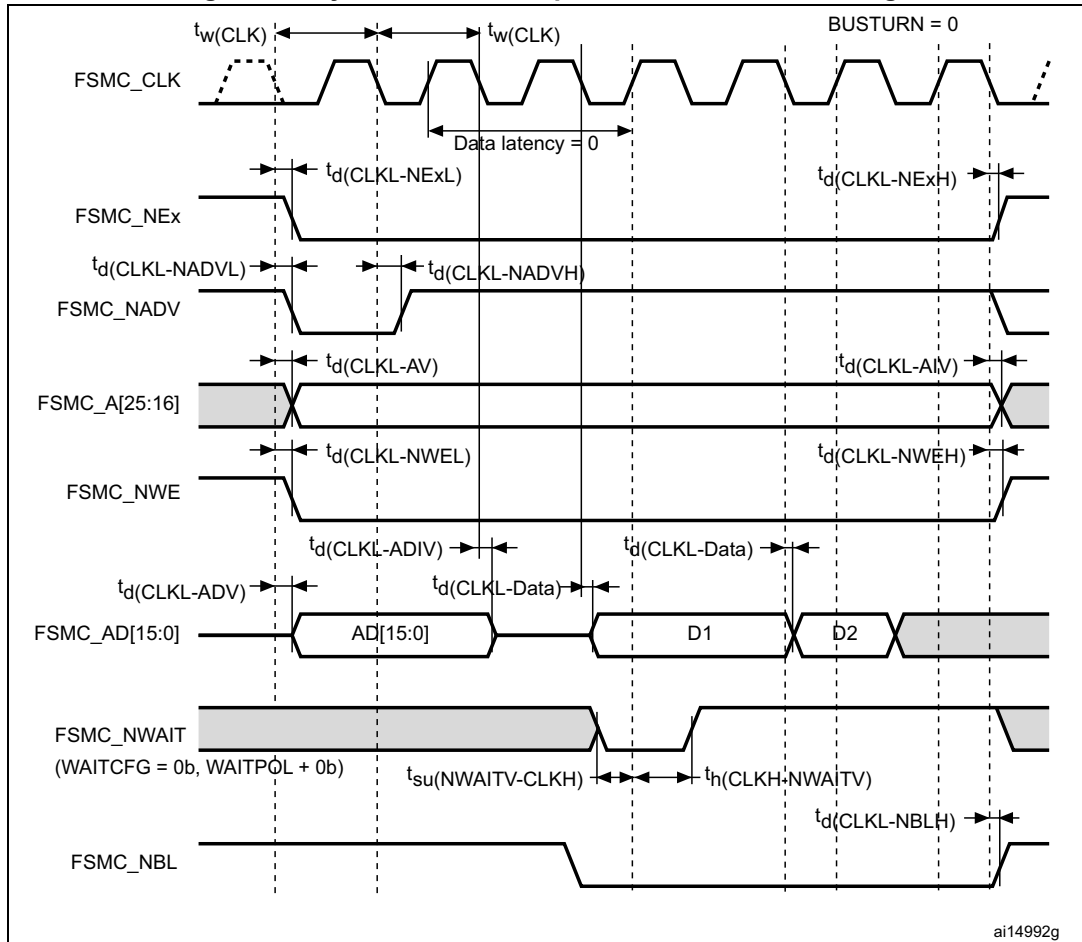 BUSTURN = 0
tw(CLK)
tw(CLK)
FSMC_CLK
Data latency = 0
td(CLKL-NExL)
td(CLKL-NExH)
FSMC_NEx
td(CLKL-NADVL)
td(CLKL-NADVH)
FSMC_NADV
td(CLKL-AV)
td(CLKL-AIV)
FSMC_A[25:16]
td(CLKL-NWEL)
td(CLKL-NWEH)
FSMC_NWE
td(CLKL-ADIV)
td(CLKL-Data)
td(CLKL-ADV)
td(CLKL-Data)
FSMC_AD[15:0]
AD[15:0]
D1
D2
FSMC_NWAIT
(WAITCFG = 0b, WAITPOL + 0b)
tsu(NWAITV-CLKH)
th(CLKH-NWAITV)
td(CLKL-NBLH)
FSMC_NBL
ai14992g